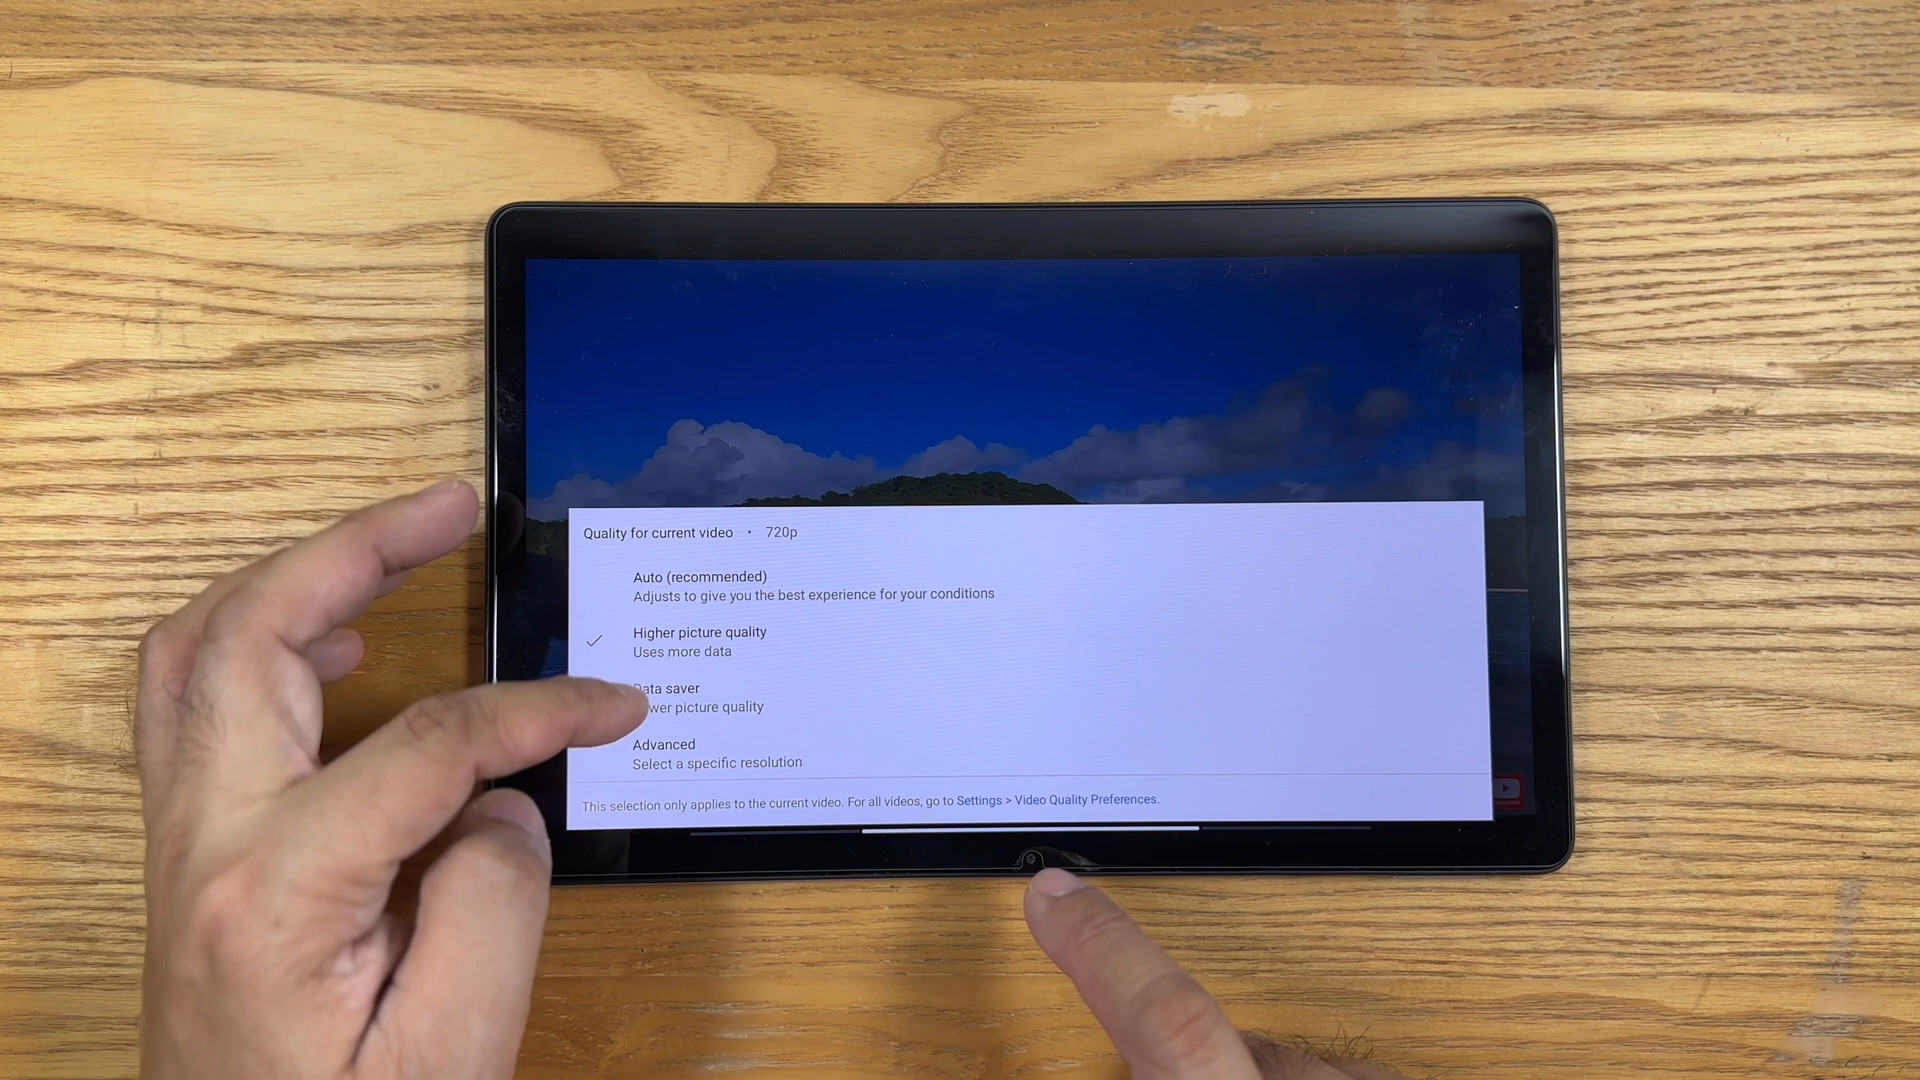 Quality for current video • 720p
Auto (recommended)
Adjusts to give you the best experience for your conditions
Higher picture quality
Uses more data
ata saver
wer picture quality
Advanced
Select a specific resolution
This selection only applies to the current video. For all videos, go to Settings > Video Quality Preferences.